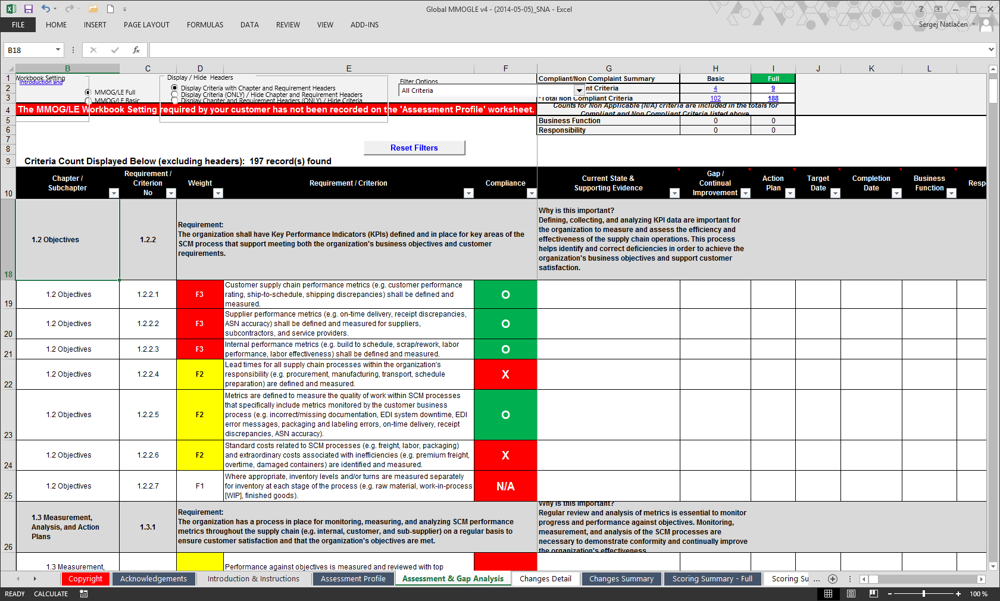 Global MMOGLE v4 - (2014-05-05)_SNA - Excel
FILE HOME INSERT PAGE LAYOUT FORMULAS DATA REVIEW VIEW ADD-INS
Sergej Natlačen
B18
fx
B C D E F G H I J K L
1
Workbook Setting
Introduction and
MMOG/LE Full
MMOG/LE Basic
Display / Hide Headers
Display Criteria with Chapter and Requirement Headers
Display Criteria (ONLY) / Hide Chapter and Requirement Headers
Display Chapter and Requirement Headers (ONLY) / Hide Criteria
Filter Options
All Criteria
Compliant/Non Complaint Summary Basic Full
2
nt Criteria 4 9
3
*Total Non Compliant Criteria 102 188
4
The MMOG/LE Workbook Setting required by your customer has not been recorded on the 'Assessment Profile' worksheet.
Counts for Non Applicable (N/A) criteria are included in the totals for
Compliant and Non Compliant Criteria listed above
5
Business Function 0 0
6
Responsibility 0 0
7
8
Reset Filters
9
Criteria Count Displayed Below (excluding headers): 197 record(s) found
10
Chapter /
Subchapter
Requirement /
Criterion
No
Weight
Requirement / Criterion
Compliance
Current State &
Supporting Evidence
Gap /
Continual
Improvement
Action
Plan
Target
Date
Completion
Date
Business
Function
Resp
18
1.2 Objectives
1.2.2
Requirement:
The organization shall have Key Performance Indicators (KPIs) defined and in place for key areas of the
SCM process that support meeting both the organization's business objectives and customer
requirements.
Why is this important?
Defining, collecting, and analyzing KPI data are important for
the organization to measure and assess the efficiency and
effectiveness of the supply chain operations. This process
helps identify and correct deficiencies in order to achieve the
organization's business objectives and support customer
satisfaction.
19
1.2 Objectives
1.2.2.1
F3
Customer supply chain performance metrics (e.g. customer performance
rating, ship-to-schedule, shipping discrepancies) shall be defined and
measured.
O
20
1.2 Objectives
1.2.2.2
F3
Supplier performance metrics (e.g. on-time delivery, receipt discrepancies,
ASN accuracy) shall be defined and measured for suppliers,
subcontractors, and service providers.
O
21
1.2 Objectives
1.2.2.3
F3
Internal performance metrics (e.g. build to schedule, scrap/rework, labor
performance, labor effectiveness) shall be defined and measured.
O
22
1.2 Objectives
1.2.2.4
F2
Lead times for all supply chain processes within the organization's
responsibility (e.g. procurement, manufacturing, transport, schedule
preparation) are defined and measured.
X
23
1.2 Objectives
1.2.2.5
F2
Metrics are defined to measure the quality of work within SCM processes
that specifically include metrics monitored by the customer business
process (e.g. incorrect/missing documentation, EDI system downtime, EDI
error messages, packaging and labeling errors, on-time delivery, receipt
discrepancies, ASN accuracy).
O
24
1.2 Objectives
1.2.2.6
F2
Standard costs related to SCM processes (e.g. freight, labor, packaging)
and extraordinary costs associated with inefficiencies (e.g. premium freight,
overtime, damaged containers) are identified and measured.
X
25
1.2 Objectives
1.2.2.7
F1
Where appropriate, inventory levels and/or turns are measured separately
for inventory at each stage of the process (e.g. raw material, work-in-process
[WIP], finished goods).
N/A
26
1.3 Measurement,
Analysis, and Action
Plans
1.3.1
Requirement:
The organization has a process in place for monitoring, measuring, and analyzing SCM performance
metrics throughout the supply chain (e.g. internal, customer, and sub-supplier) on a regular basis to
ensure customer satisfaction and that the organization's objectives are met.
Why is this important?
Regular review and analysis of metrics is essential to monitor
progress and performance against objectives. Monitoring,
measurement, and analysis of the SCM processes are
necessary to demonstrate conformity and continually improve
the organization's effectiveness.
1.3 Measurement,
Performance against objectives is measured and reviewed with top
Copyright Acknowledgements Introduction & Instructions Assessment Profile Assessment & Gap Analysis Changes Detail Changes Summary Scoring Summary - Full Scoring Su ...
READY CALCULATE 100 %